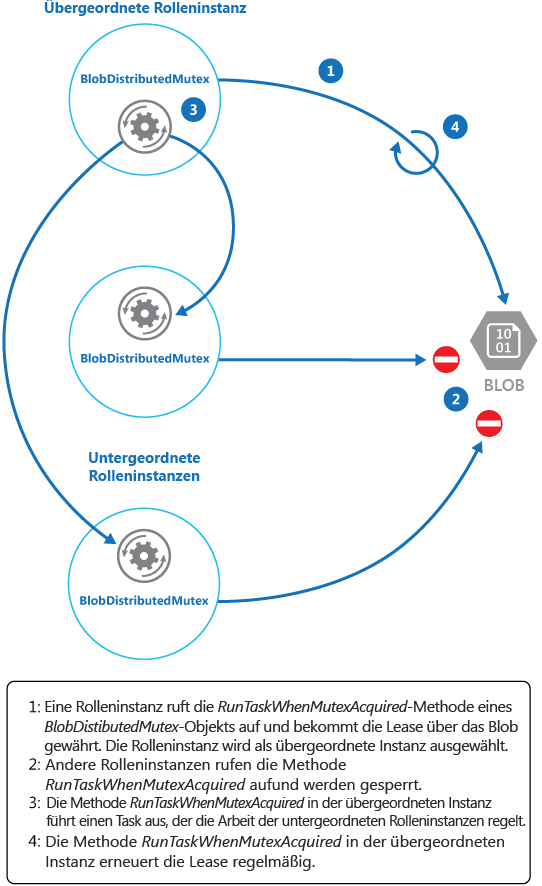 Übergeordnete Rolleninstanz
BlobDistributedMutex
1
3
4
BlobDistributedMutex
10
01
BLOB
2
Untergeordnete
Rolleninstanzen
BlobDistributedMutex
1: Eine Rolleninstanz ruft die RunTaskWhenMutexAcquired-Methode eines
BlobDistibutedMutex-Objekts auf und bekommt die Lease über das Blob
gewährt. Die Rolleninstanz wird als übergeordnete Instanz ausgewählt.
2: Andere Rolleninstanzen rufen die Methode
RunTaskWhenMutexAcquired aufund werden gesperrt.
3: Die Methode RunTaskWhenMutexAcquired in der übergeordneten Instanz
führt einen Task aus, der die Arbeit der untergeordneten Rolleninstanzen regelt.
4: Die Methode RunTaskWhenMutexAcquired in der übergeordneten
Instanz erneuert die Lease regelmäßig.